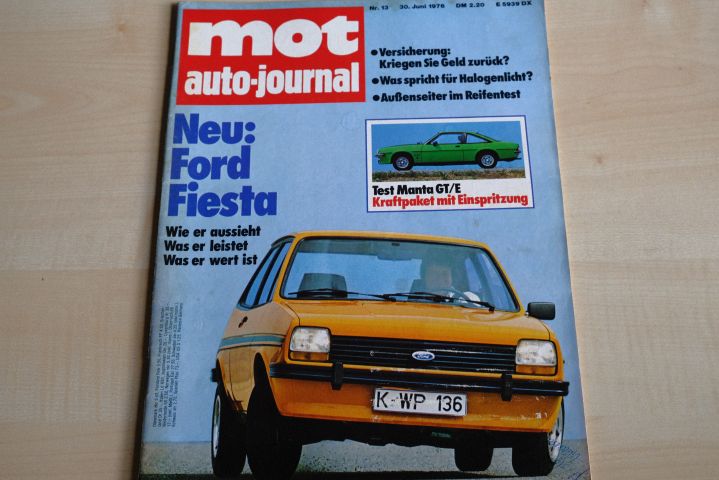 mot
auto-journal
Nr. 13 30. Juni 1976 DM 2.20 E 5939 DX
•Versicherung:
Kriegen Sie Geld zurück?
•Was spricht für Halogenlicht?
•Außenseiter im Reifentest
Neu:
Ford
Fiesta
Wie er aussieht
Was er leistet
Was er wert ist
Test Manta GT/E
Kraftpaket mit Einspritzung
Ford
K-WP 136